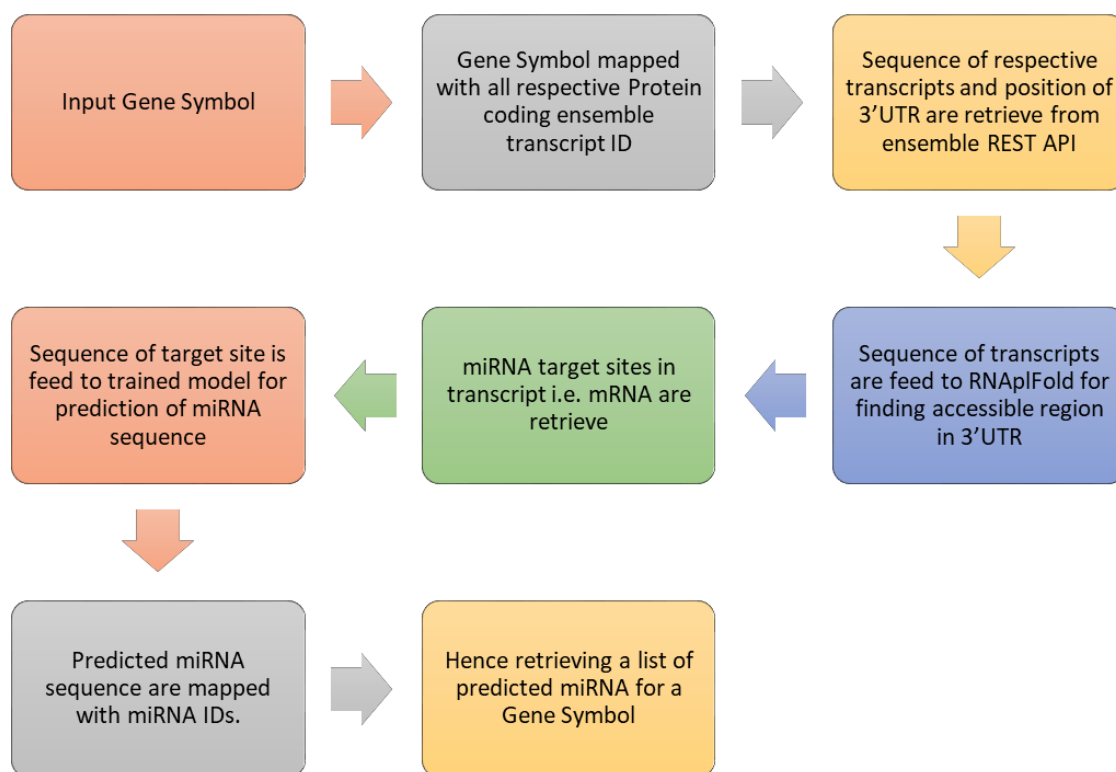 Input Gene Symbol
Gene Symbol mapped
with all respective Protein
coding ensemble
transcript ID
Sequence of respective
transcripts and position of
3’UTR are retrieve from
ensemble REST API
Sequence of transcripts
are feed to RNAplFold for
finding accessible region
in 3’UTR
miRNA target sites in
transcript i.e. mRNA are
retrieve
Sequence of target site is
feed to trained model for
prediction of miRNA
sequence
Predicted miRNA
sequence are mapped
with miRNA IDs.
Hence retrieving a list of
predicted miRNA for a
Gene Symbol